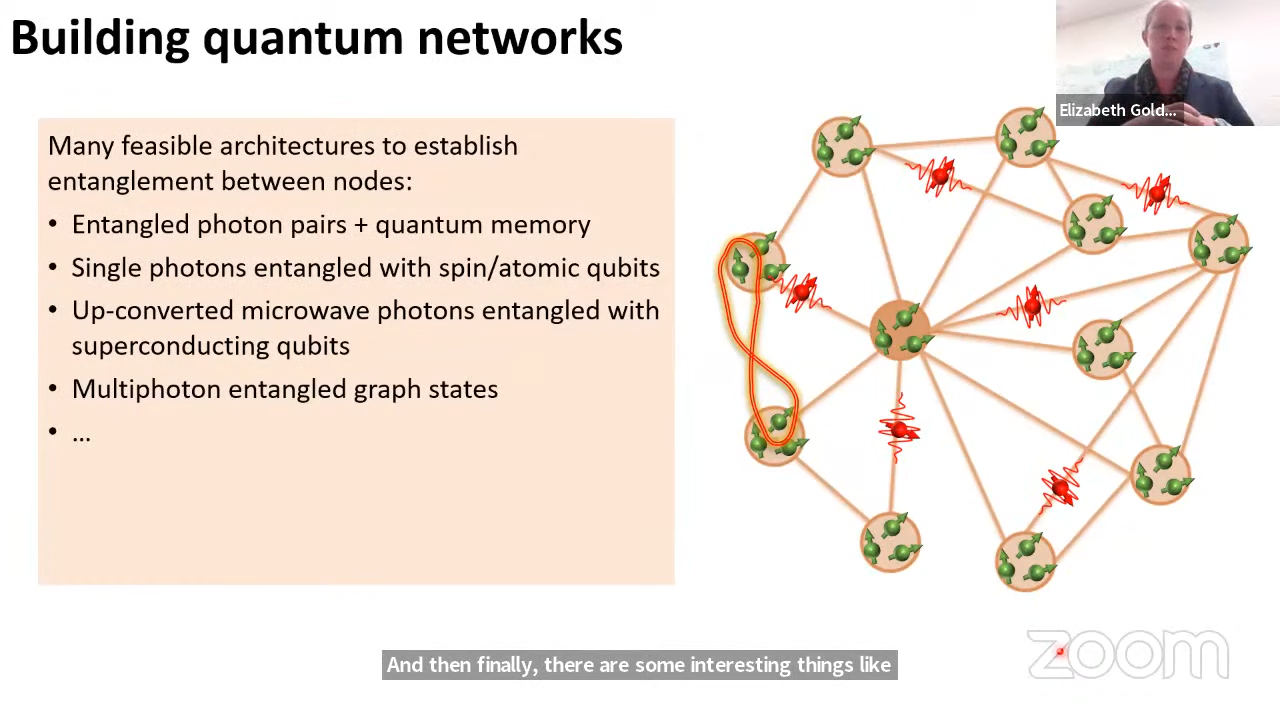 Building quantum networks
Elizabeth Gold...
Many feasible architectures to establish
entanglement between nodes:
• Entangled photon pairs + quantum memory
• Single photons entangled with spin/atomic qubits
• Up-converted microwave photons entangled with
superconducting qubits
• Multiphoton entangled graph states
• ...
zoom
And then finally, there are some interesting things like